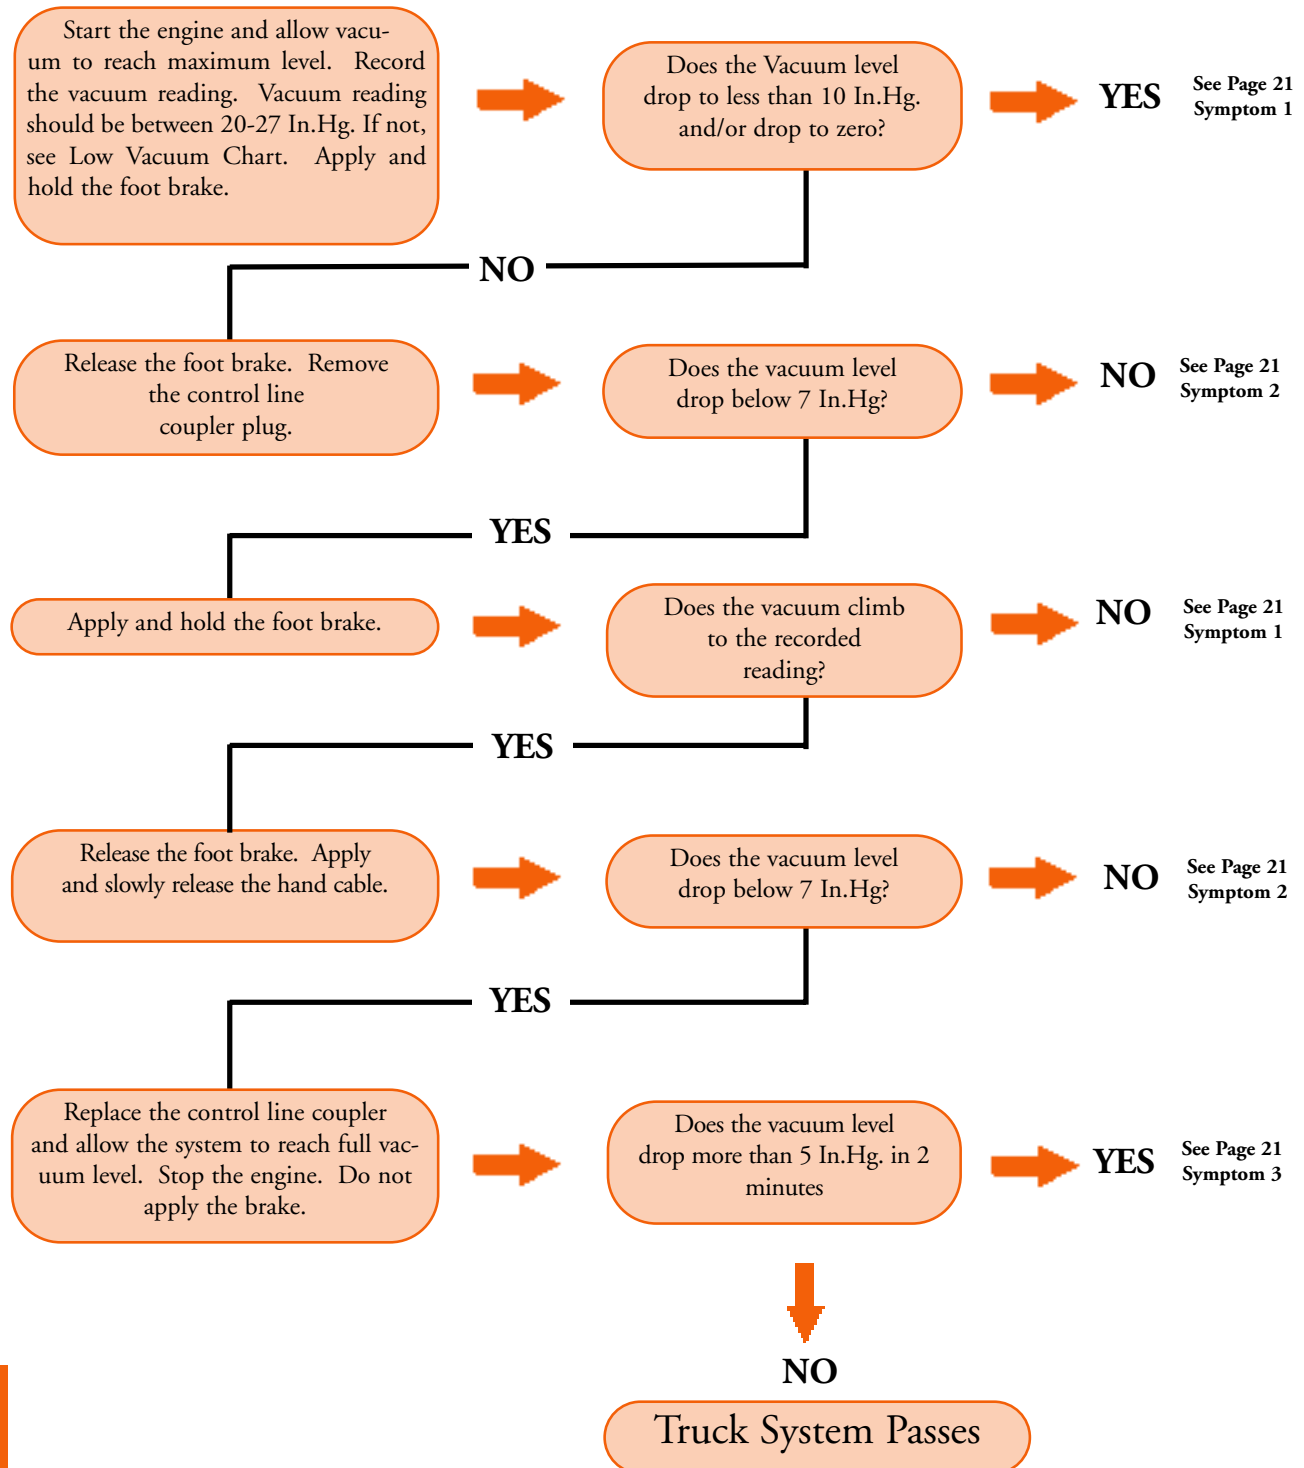 Start the engine and allow vacu-
um to reach maximum level. Record
the vacuum reading. Vacuum reading
should be between 20-27 In.Hg. If not,
see Low Vacuum Chart. Apply and
hold the foot brake.
Does the Vacuum level
drop to less than 10 In.Hg.
and/or drop to zero?
YES
See Page 21
Symptom 1
NO
Release the foot brake. Remove
the control line
coupler plug.
Does the vacuum level
drop below 7 In.Hg?
NO
See Page 21
Symptom 2
YES
Apply and hold the foot brake.
Does the vacuum climb
to the recorded
reading?
NO
See Page 21
Symptom 1
YES
Release the foot brake. Apply
and slowly release the hand cable.
Does the vacuum level
drop below 7 In.Hg?
NO
See Page 21
Symptom 2
YES
Replace the control line coupler
and allow the system to reach full vac-
uum level. Stop the engine. Do not
apply the brake.
Does the vacuum level
drop more than 5 In.Hg. in 2
minutes
YES
See Page 21
Symptom 3
NO
Truck System Passes